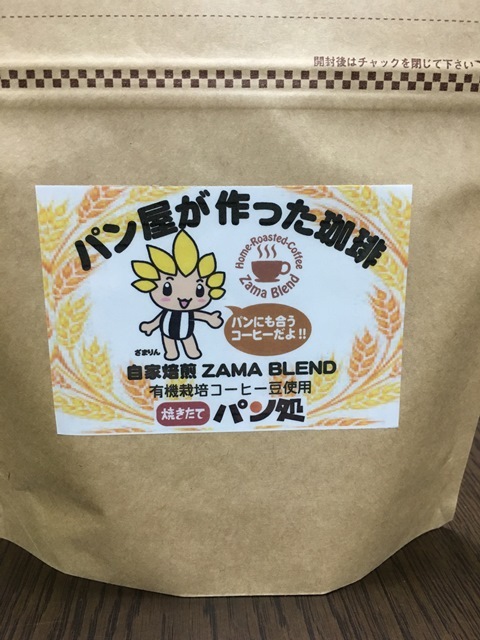 開封後はチャックを閉じて下さい
パン屋が作った珈琲
Home-Roasted-Coffee
Zama Blend
パンにも合う
コーヒーだよ!!
ざまりん
自家焙煎 ZAMA BLEND
有機栽培コーヒー豆使用
焼きたて パン処